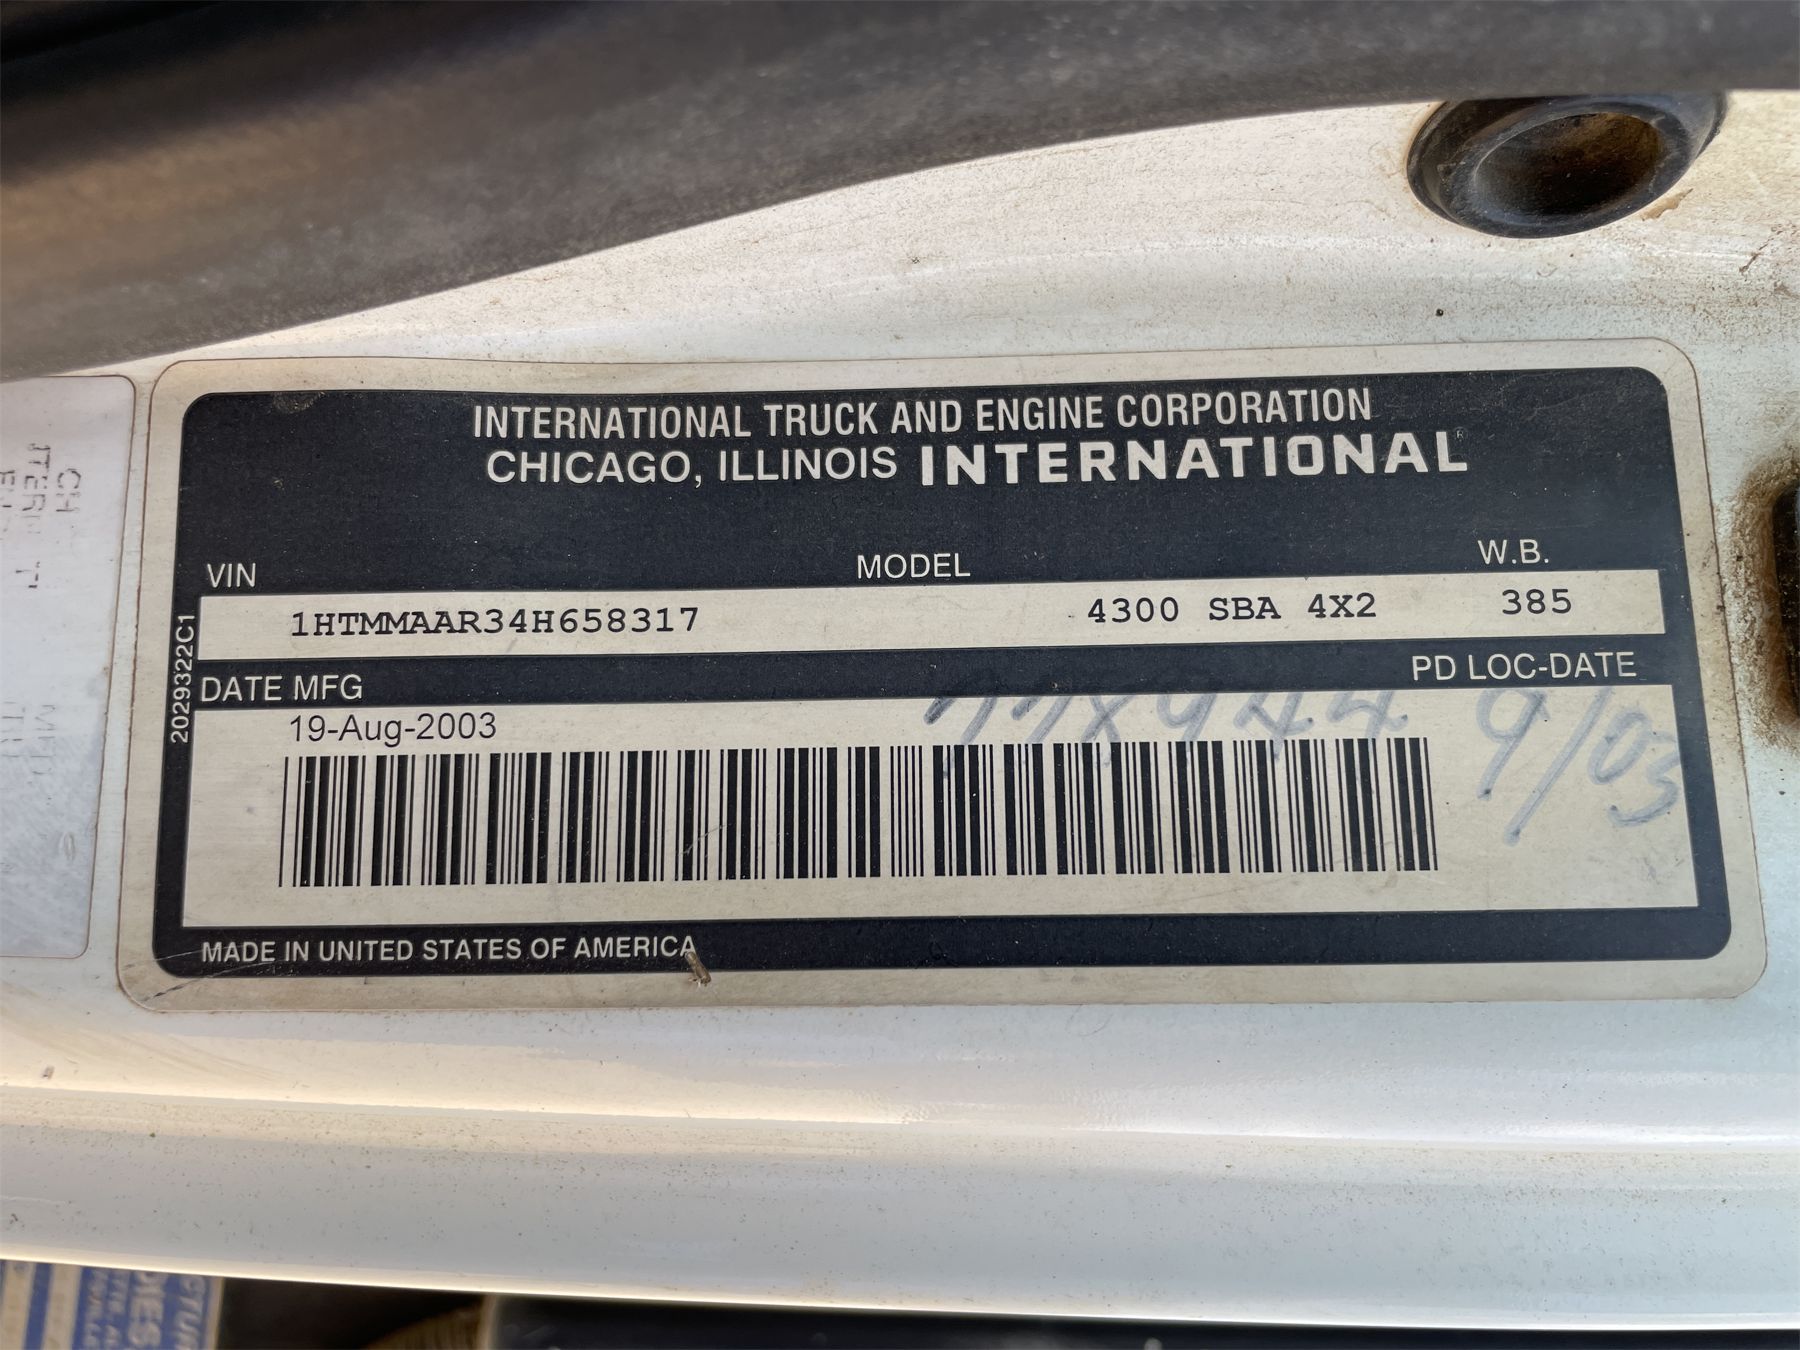 INTERNATIONAL TRUCK AND ENGINE CORPORATION
CHICAGO, ILLINOIS INTERNATIONAL®
VIN MODEL W.B.
1HTMMAAR34H658317 4300 SBA 4X2 385
DATE MFG PD LOC-DATE
19-Aug-2003 9/03
2029322C1
MADE IN UNITED STATES OF AMERICA